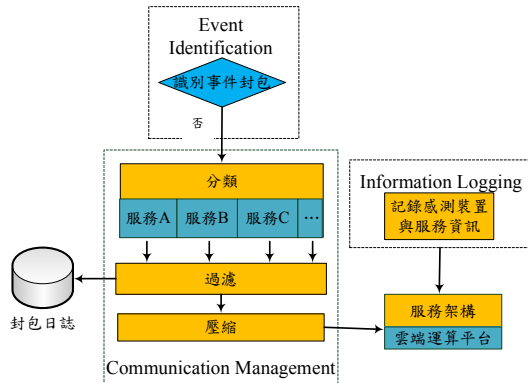 Event
Identification
識別事件封包
否
分類
服務A
服務B
服務C
...
Information Logging
記錄感測裝置
與服務資訊
過濾
封包日誌
壓縮
服務架構
雲端運算平台
Communication Management